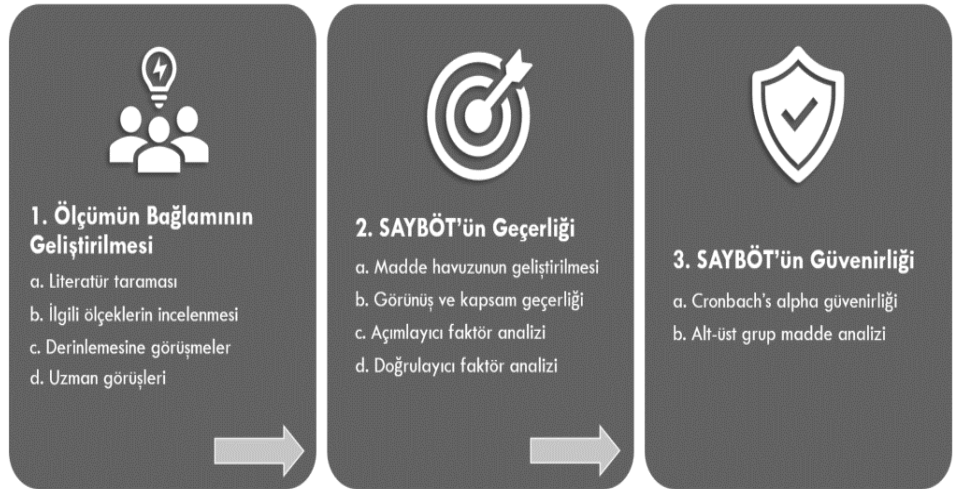 1. Ölçümün Bağlamının
Geliştirilmesi
a. Literatür taraması
b. İlgili ölçeklerin incelenmesi
c. Derinlemesine görüşmeler
d. Uzman görüşleri
2. SAYBÖT’ün Geçerliği
a. Madde havuzunun geliştirilmesi
b. Görünüş ve kapsam geçerliği
c. Açımlayıcı faktör analizi
d. Doğrulayıcı faktör analizi
3. SAYBÖT’ün Güvenirliği
a. Cronbach’s alpha güvenirliği
b. Alt-üst grup madde analizi